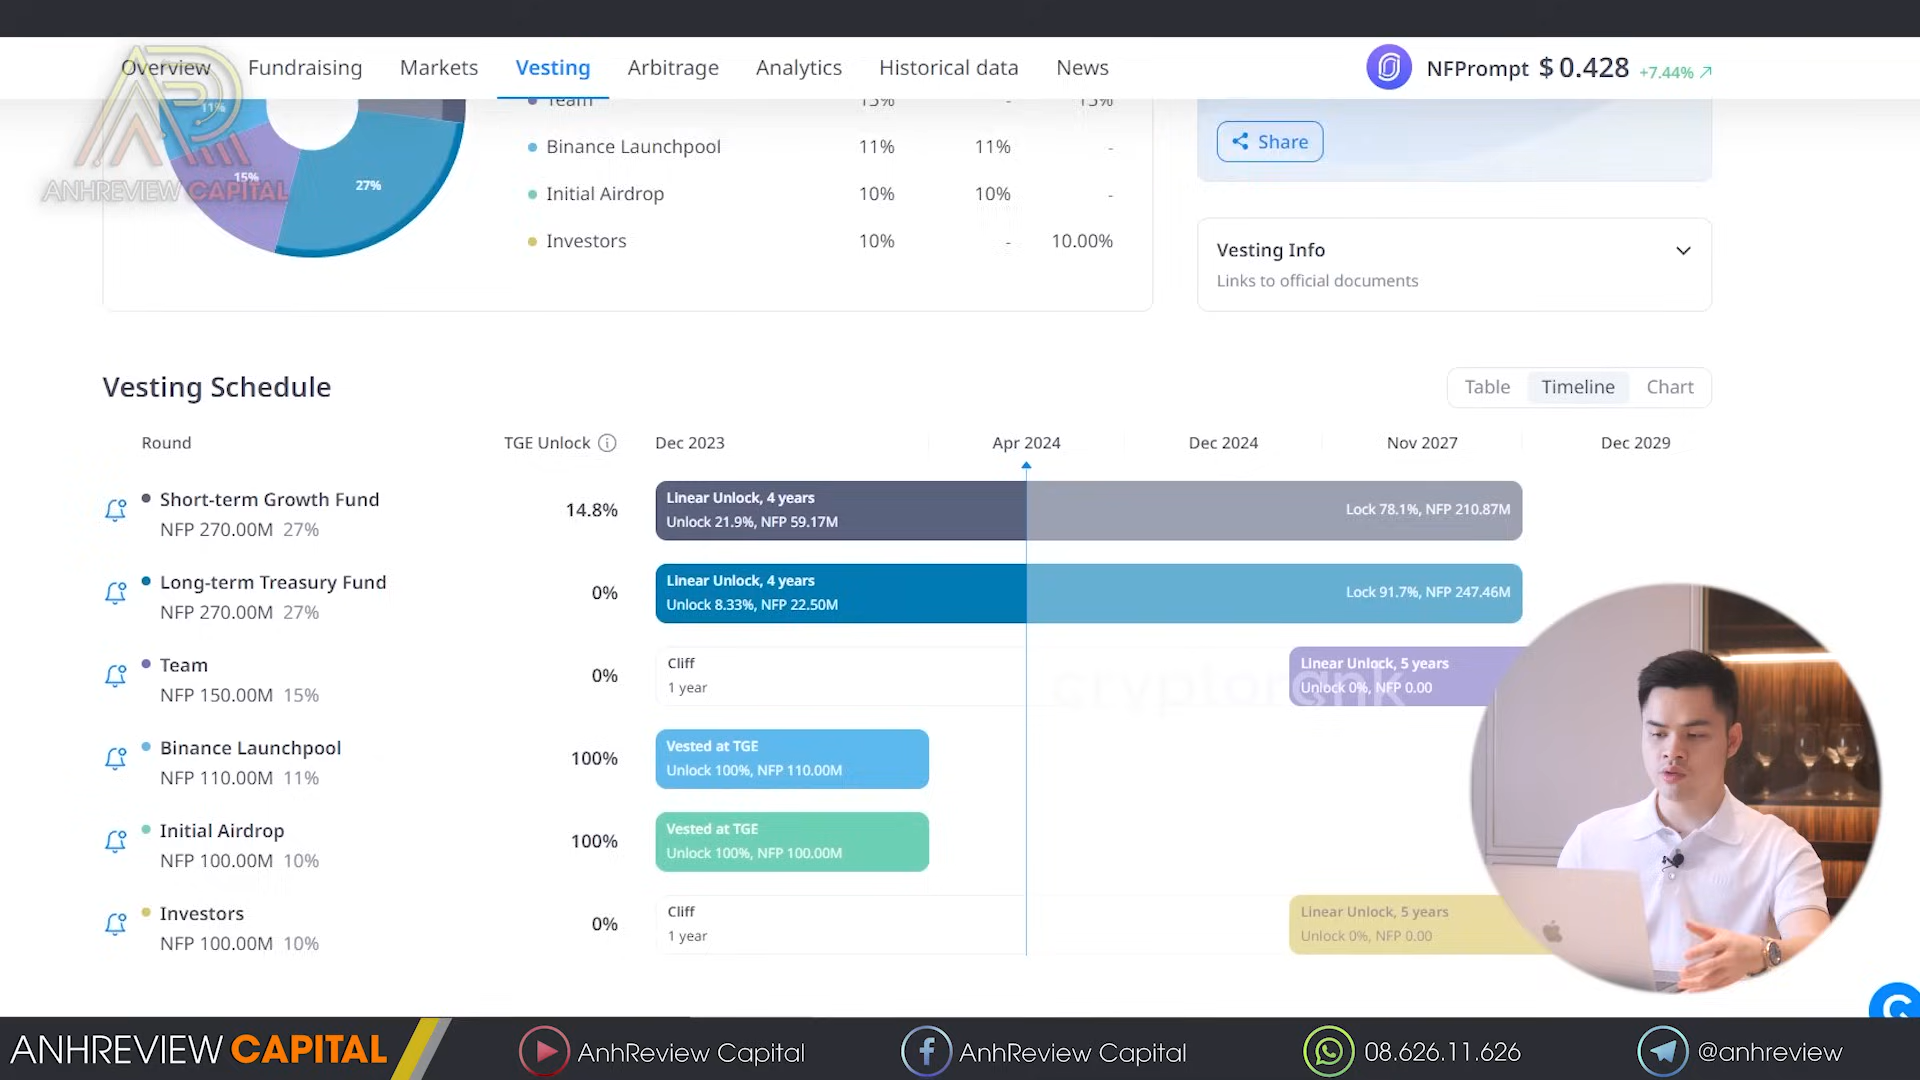 Overview Fundraising Markets Vesting Arbitrage Analytics Historical data News
NFPrompt $ 0.428 +7.44%
ANHREVIEW CAPITAL
11%
15%
27%
Team 15% - 15%
Binance Launchpool 11% 11% -
Initial Airdrop 10% 10% -
Investors 10% - 10.00%
Share
Vesting Info
Links to official documents
Vesting Schedule
Table Timeline Chart
Round TGE Unlock Dec 2023 Apr 2024 Dec 2024 Nov 2027 Dec 2029
Short-term Growth Fund
NFP 270.00M 27%
14.8%
Linear Unlock, 4 years
Unlock 21.9%, NFP 59.17M
Lock 78.1%, NFP 210.87M
Long-term Treasury Fund
NFP 270.00M 27%
0%
Linear Unlock, 4 years
Unlock 8.33%, NFP 22.50M
Lock 91.7%, NFP 247.46M
Team
NFP 150.00M 15%
0%
Cliff
1 year
Linear Unlock, 5 years
Unlock 0%, NFP 0.00
cryptorank
Binance Launchpool
NFP 110.00M 11%
100%
Vested at TGE
Unlock 100%, NFP 110.00M
Initial Airdrop
NFP 100.00M 10%
100%
Vested at TGE
Unlock 100%, NFP 100.00M
Investors
NFP 100.00M 10%
0%
Cliff
1 year
Linear Unlock, 5 years
Unlock 0%, NFP 0.00
ANHREVIEW CAPITAL
AnhReview Capital
AnhReview Capital
08.626.11.626
@anhreview